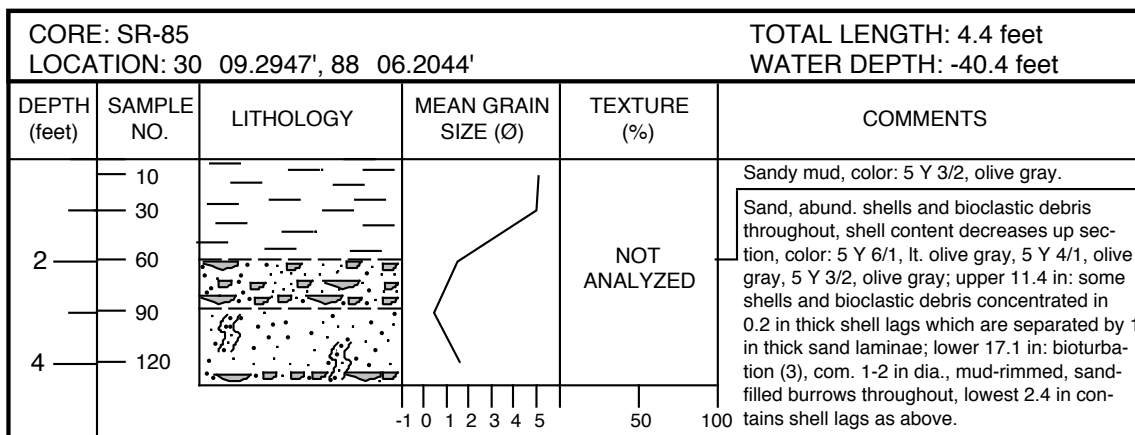 CORE: SR-85
TOTAL LENGTH: 4.4 feet
LOCATION: 30 09.2947', 88 06.2044'
WATER DEPTH: -40.4 feet
DEPTH (feet)
SAMPLE NO.
LITHOLOGY
MEAN GRAIN SIZE (Ø)
TEXTURE (%)
COMMENTS
10
30
2
60
90
4
120
-1 0 1 2 3 4 5
NOT
ANALYZED
50 100
Sandy mud, color: 5 Y 3/2, olive gray.
Sand, abund. shells and bioclastic debris
throughout, shell content decreases up sec-
tion, color: 5 Y 6/1, lt. olive gray, 5 Y 4/1, olive
gray, 5 Y 3/2, olive gray; upper 11.4 in: some
shells and bioclastic debris concentrated in
0.2 in thick shell lags which are separated by 1
in thick sand laminae; lower 17.1 in: bioturba-
tion (3), com. 1-2 in dia., mud-rimmed, sand-
filled burrows throughout, lowest 2.4 in con-
tains shell lags as above.